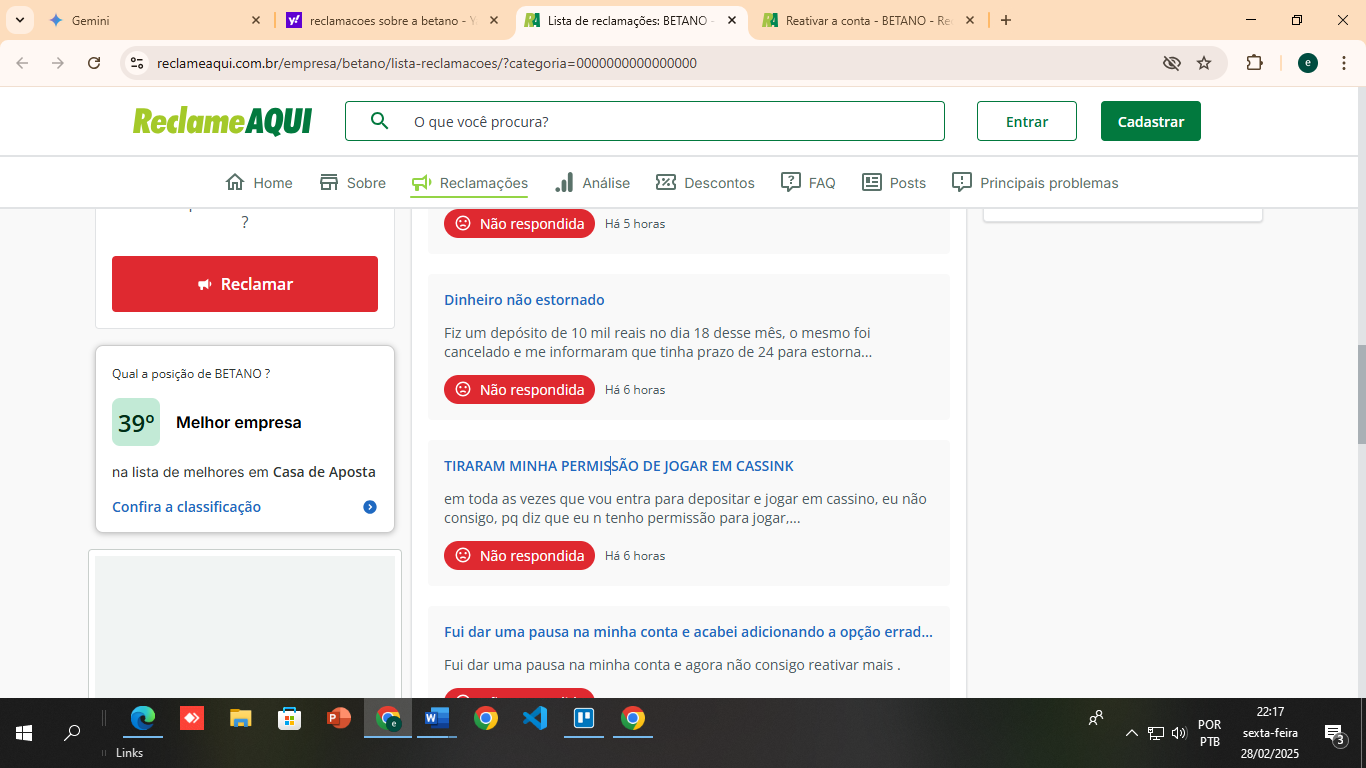 Gemini
reclamacoes sobre a betano - Y
Lista de reclamações: BETANO -
Reativar a conta - BETANO - Re
reclameaqui.com.br/empresa/betano/lista-reclamacoes/?categoria=0000000000000000
e
ReclameAQUI
O que você procura?
Entrar
Cadastrar
Home
Sobre
Reclamações
Análise
Descontos
FAQ
Posts
Principais problemas
?
Reclamar
Qual a posição de BETANO ?
39º
Melhor empresa
na lista de melhores em Casa de Aposta
Confira a classificação
Não respondida
Há 5 horas
Dinheiro não estornado
Fiz um depósito de 10 mil reais no dia 18 desse mês, o mesmo foi
cancelado e me informaram que tinha prazo de 24 para estorna...
Não respondida
Há 6 horas
TIRARAM MINHA PERMISSÃO DE JOGAR EM CASSINK
em toda as vezes que vou entra para depositar e jogar em cassino, eu não
consigo, pq diz que eu n tenho permissão para jogar,...
Não respondida
Há 6 horas
Fui dar uma pausa na minha conta e acabei adicionando a opção errad...
Fui dar uma pausa na minha conta e agora não consigo reativar mais .
Links
POR
PTB
22:17
sexta-feira
28/02/2025
3